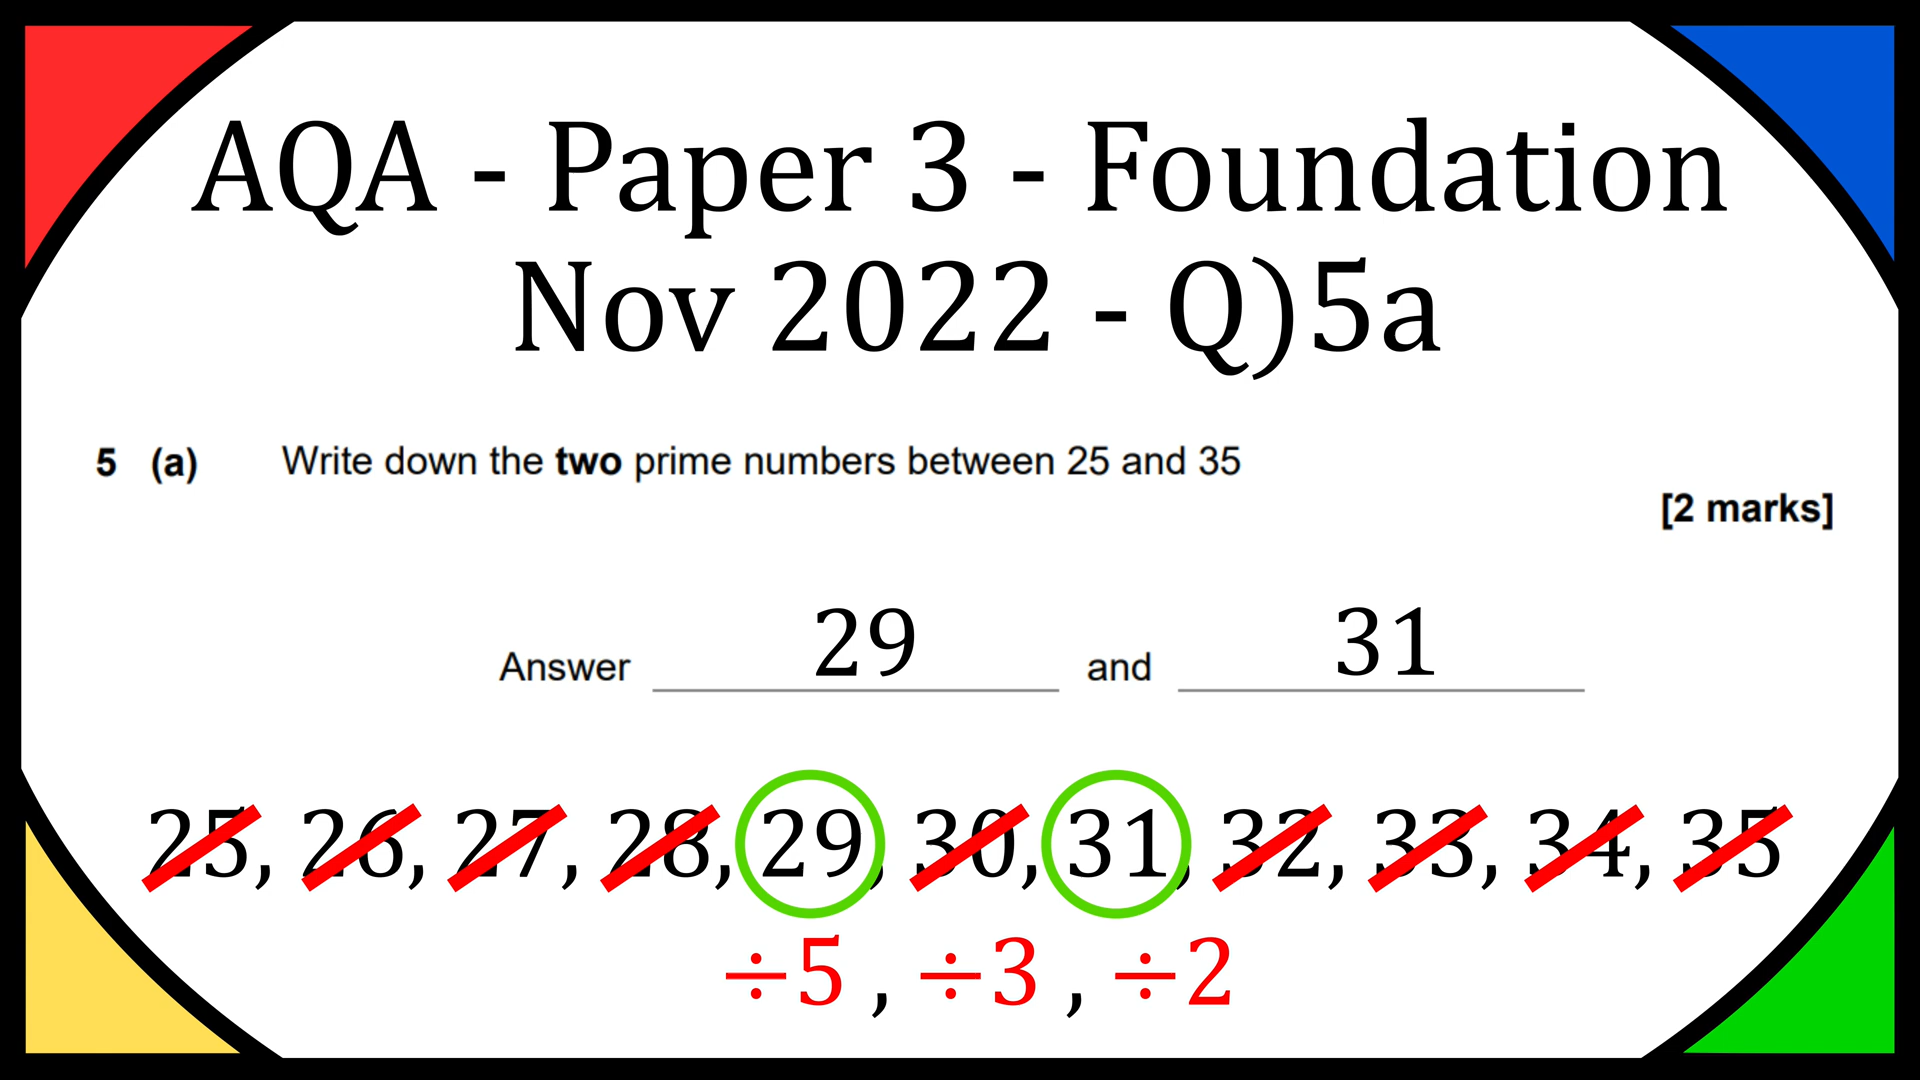 AQA - Paper 3 - Foundation
Nov 2022 - Q)5a
5 (a) Write down the two prime numbers between 25 and 35
[2 marks]
Answer 29 and 31
25, 26, 27, 28, 29, 30, 31, 32, 33, 34, 35
÷5 , ÷3 , ÷2